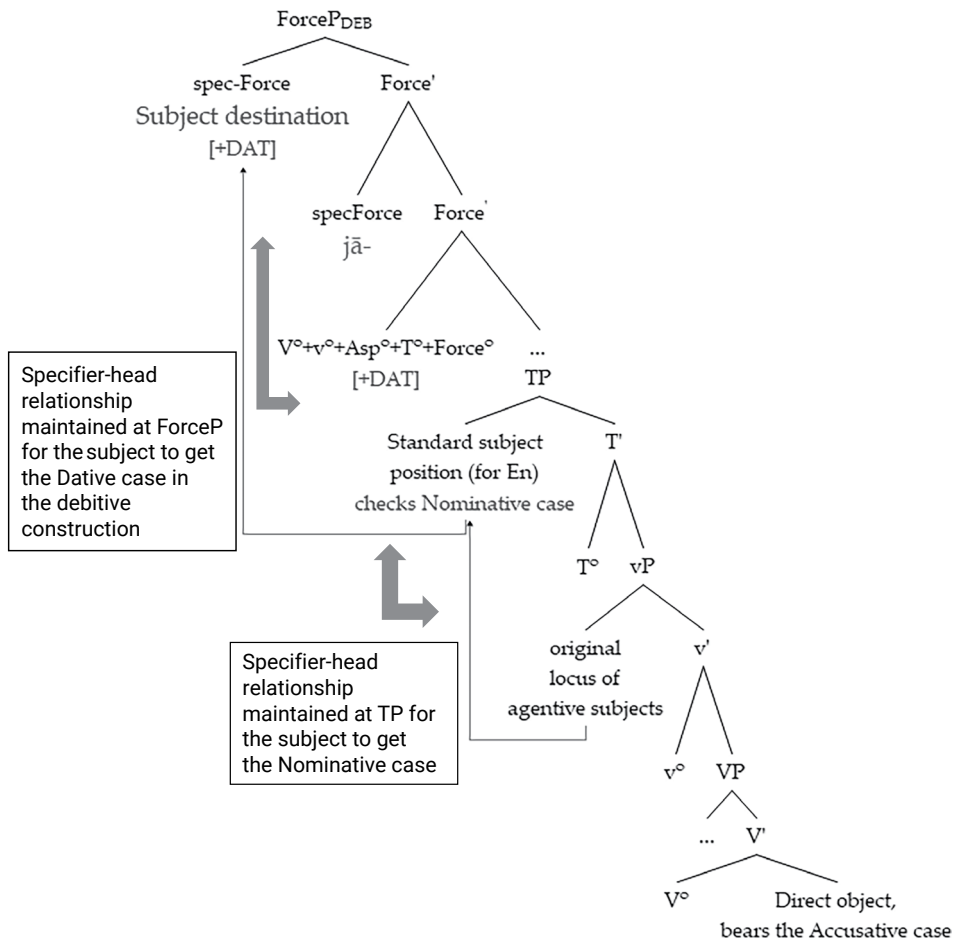 ForceP_DEB
spec-Force Force'
Subject destination
[+DAT]
specForce Force'
jā-
V°+v°+Asp°+T°+Force° ...
[+DAT] TP
Specifier-head
relationship
maintained at ForceP
for the subject to get
the Dative case in
the debitive
construction
Standard subject T'
position (for En)
checks Nominative case
T° vP
original v'
locus of
agentive subjects
Specifier-head
relationship
maintained at TP for
the subject to get
the Nominative case
v° VP
... V'
V° Direct object,
bears the Accusative case